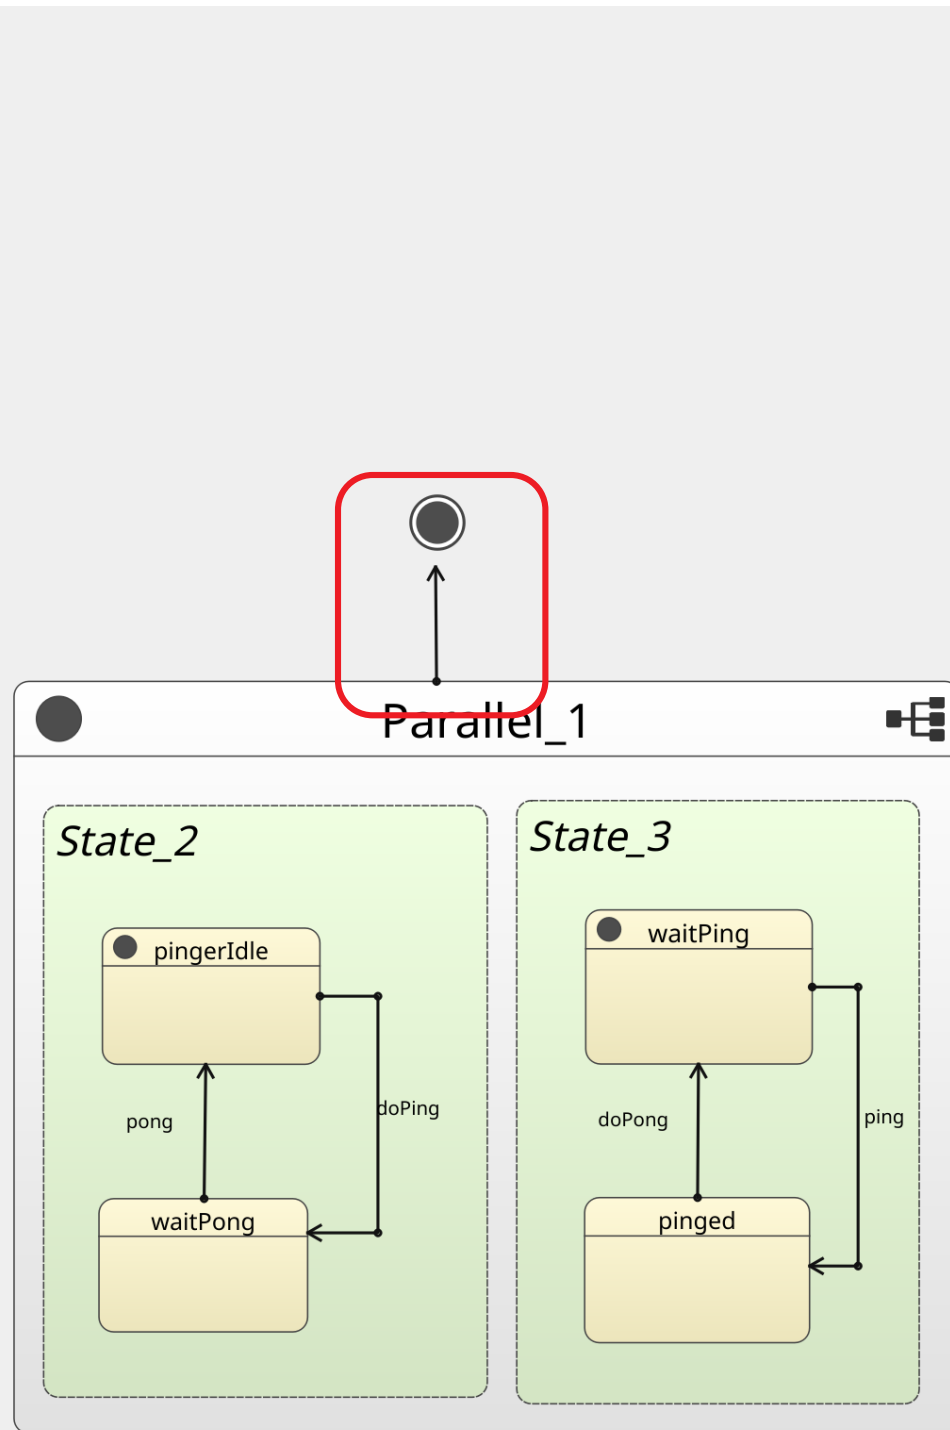 Parallel_1
State_2
State_3
pingerIdle
waitPing
pong
doPing
doPong
ping
waitPong
pinged